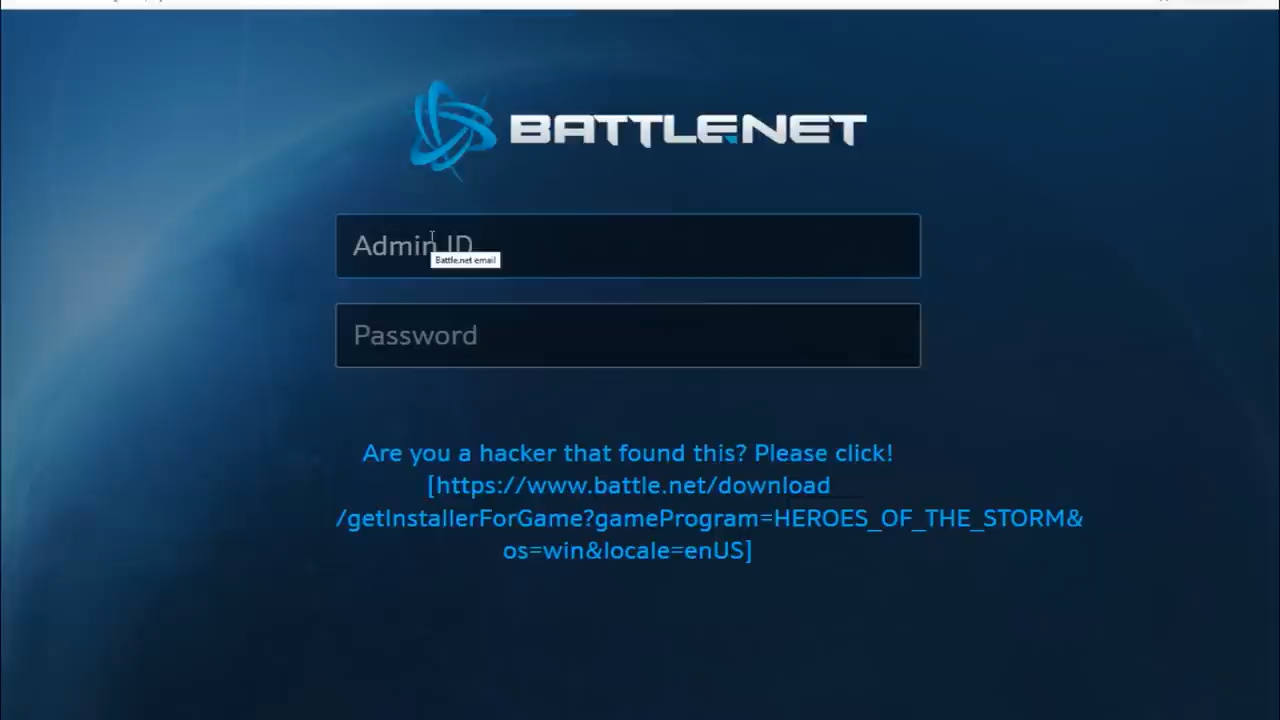 BATTLE.NET
Admin ID
Battle.net email
Password
Are you a hacker that found this? Please click!
[https://www.battle.net/download
/getInstallerForGame?gameProgram=HEROES_OF_THE_STORM&
os=win&locale=enUS]